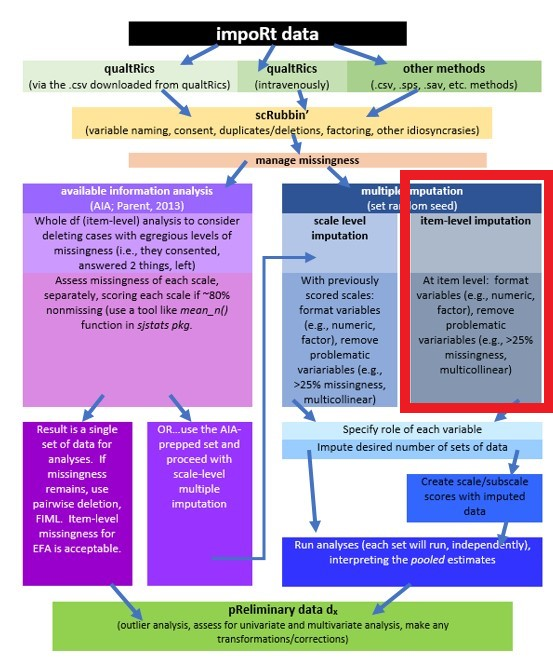 impoRt data
qualtRics
(via the .csv downloaded from qualtRics)
qualtRics
(intravenously)
other methods
(.csv, .sps, .sav, etc. methods)
scRubbin’
(variable naming, consent, duplicates/deletions, factoring, other idiosyncrasies)
manage missingness
available information analysis
(AIA; Parent, 2013)
Whole df (item-level) analysis to consider
deleting cases with egregious levels of
missingness (i.e., they consented,
answered 2 things, left)
Assess missingness of each scale,
separately, scoring each scale if ~80%
nonmissing (use a tool like mean_n()
function in sjstats pkg.
Result is a single
set of data for
analyses. If
missingness
remains, use
pairwise deletion,
FIML. Item-level
missingness for
EFA is acceptable.
OR…use the AIA-
prepped set and
proceed with
scale-level
multiple
imputation
multiple imputation
(set random seed)
scale level
imputation
With previously
scored scales:
format variables
(e.g., numeric,
factor), remove
problematic
varariables (e.g.,
>25% missingness,
multicollinear)
item-level imputation
At item level: format
variables (e.g., numeric,
factor), remove
problematic
varariables (e.g., >25%
missingness,
multicollinear)
Specify role of each variable
Impute desired number of sets of data
Create scale/subscale
scores with imputed
data
Run analyses (each set will run, independently),
interpreting the pooled estimates
pReliminary data dx
(outlier analysis, assess for univariate and multivariate analysis, make any
transformations/corrections)